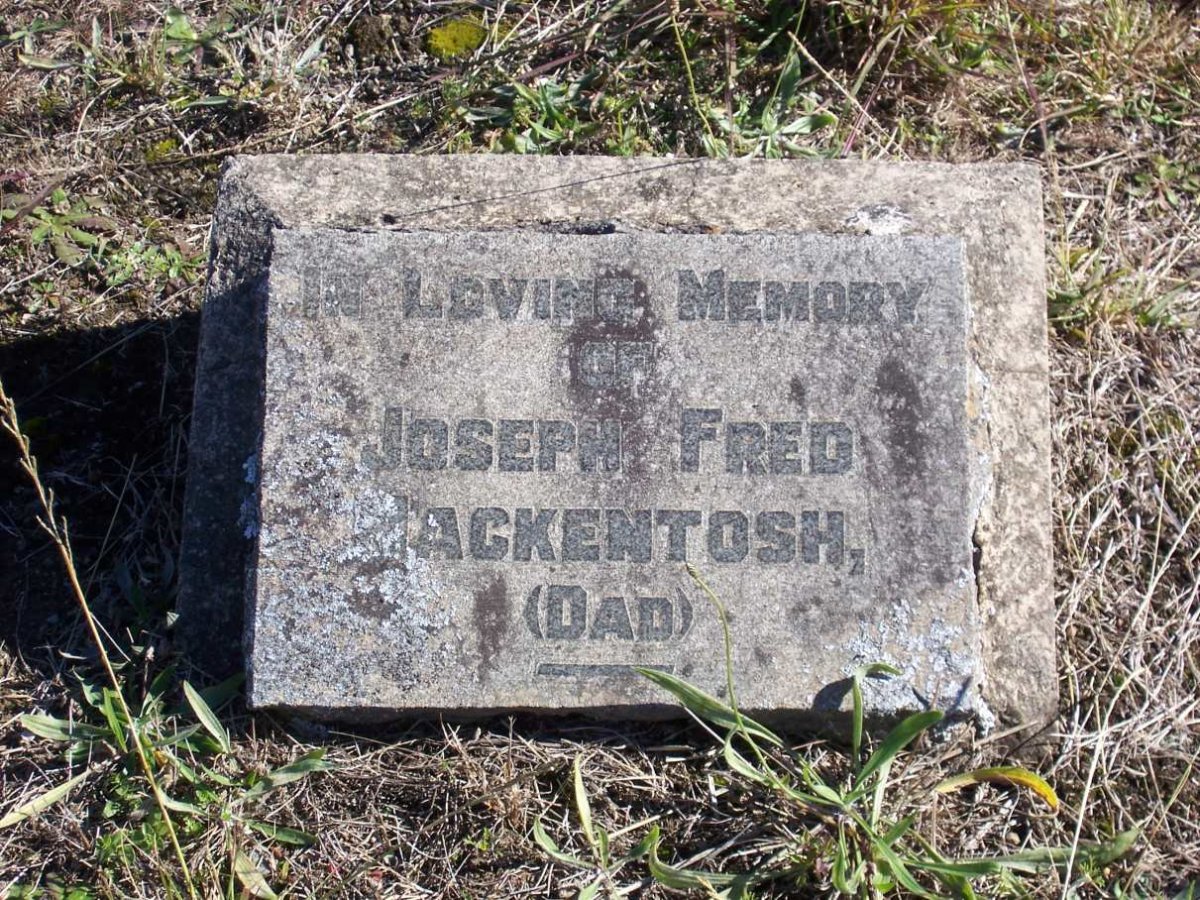 IN LOVING MEMORY
OF
JOSEPH FRED
MACKENTOSH,
(DAD)